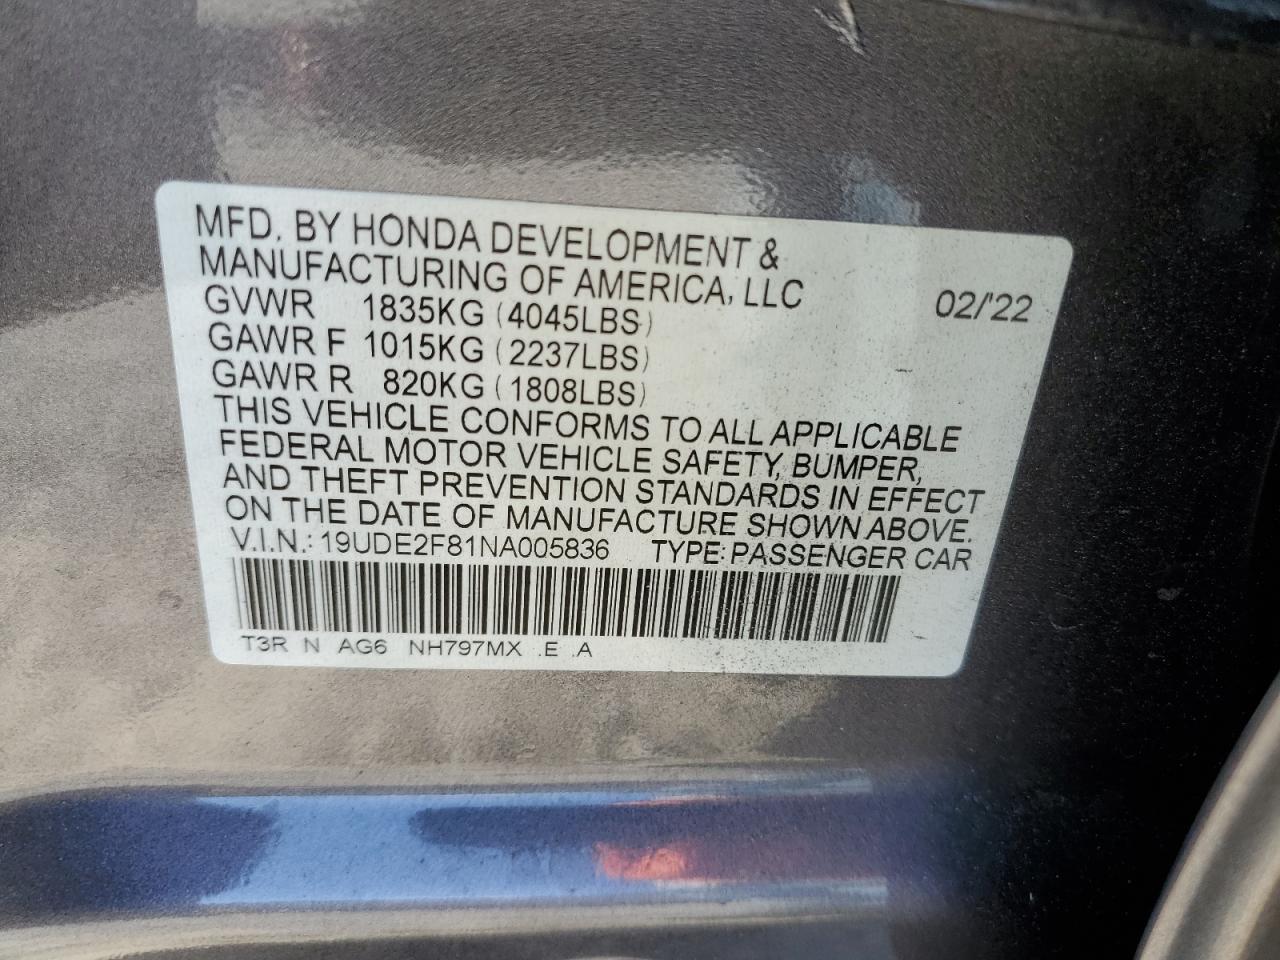 MFD. BY HONDA DEVELOPMENT &
MANUFACTURING OF AMERICA, LLC
02/'22
GVWR 1835KG (4045LBS)
GAWR F 1015KG (2237LBS)
GAWR R 820KG (1808LBS)
THIS VEHICLE CONFORMS TO ALL APPLICABLE
FEDERAL MOTOR VEHICLE SAFETY, BUMPER,
AND THEFT PREVENTION STANDARDS IN EFFECT
ON THE DATE OF MANUFACTURE SHOWN ABOVE.
V.I.N.: 19UDE2F81NA005836 TYPE: PASSENGER CAR
T3R N AG6 NH797MX .E .A